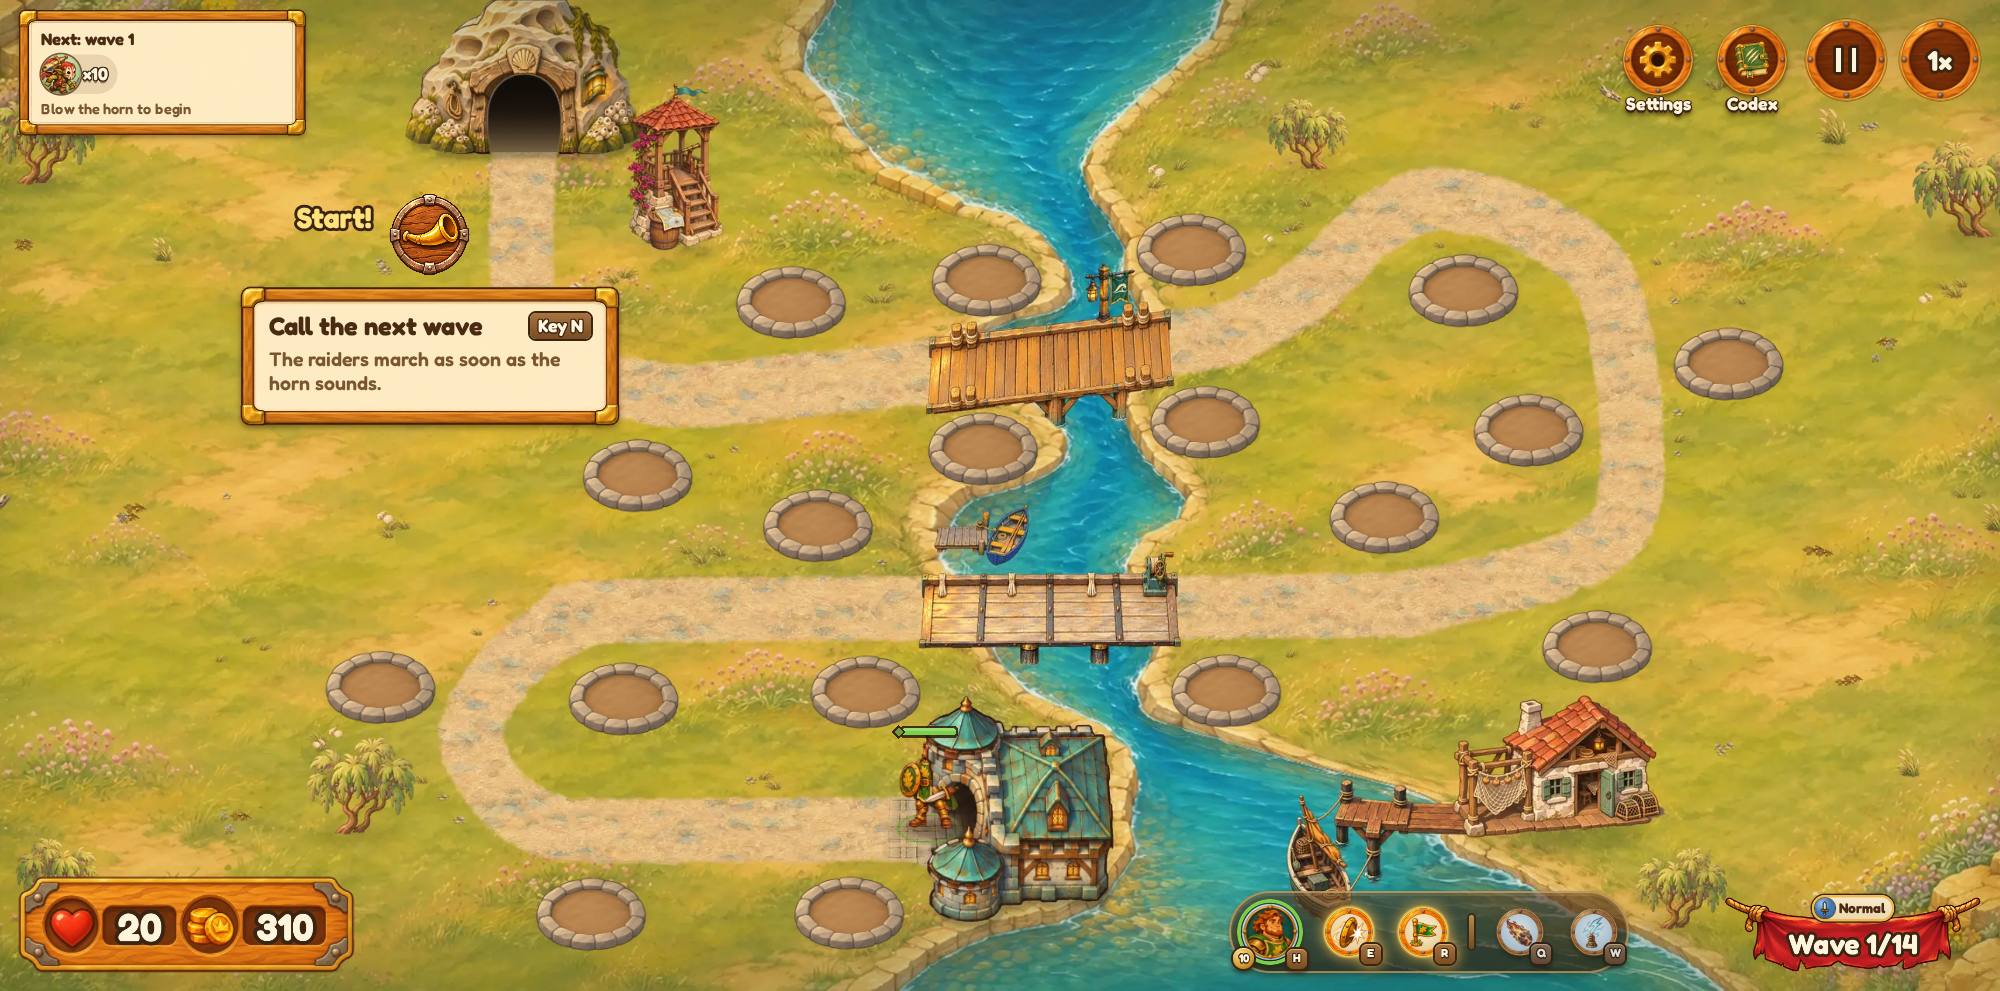 Next: wave 1
x10
Blow the horn to begin
Settings
Codex
1x
Start!
Call the next wave
Key N
The raiders march as soon as the
horn sounds.
20
310
10
H
E
R
Q
W
Normal
Wave 1/14